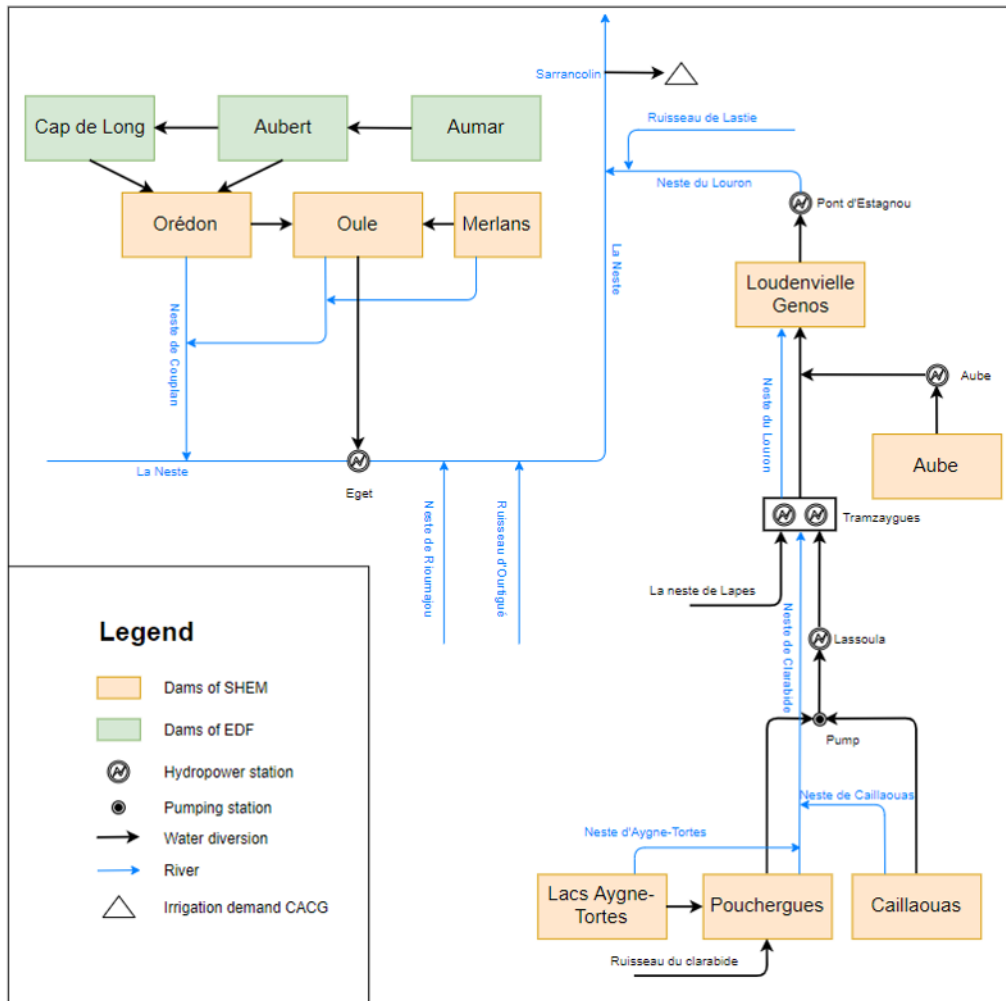 Sarrancolin
Cap de Long
Aubert
Aumar
Ruisseau de Lastie
Neste du Louron
Pont d'Estagnou
Orédon
Oule
Merlans
La Neste
Loudenvielle
Genos
Neste de Couplan
Neste du Louron
Aube
Aube
La Neste
Eget
Tramzaygues
Neste de Rioumajou
Ruisseau d'Ourtigué
La neste de Lapes
Neste de Clarabide
Lassoula
Pump
Neste de Caillaouas
Neste d'Aygne-Tortes
Lacs Aygne-
Tortes
Pouchergues
Caillaouas
Ruisseau du clarabide
Legend
Dams of SHEM
Dams of EDF
Hydropower station
Pumping station
Water diversion
River
Irrigation demand CACG